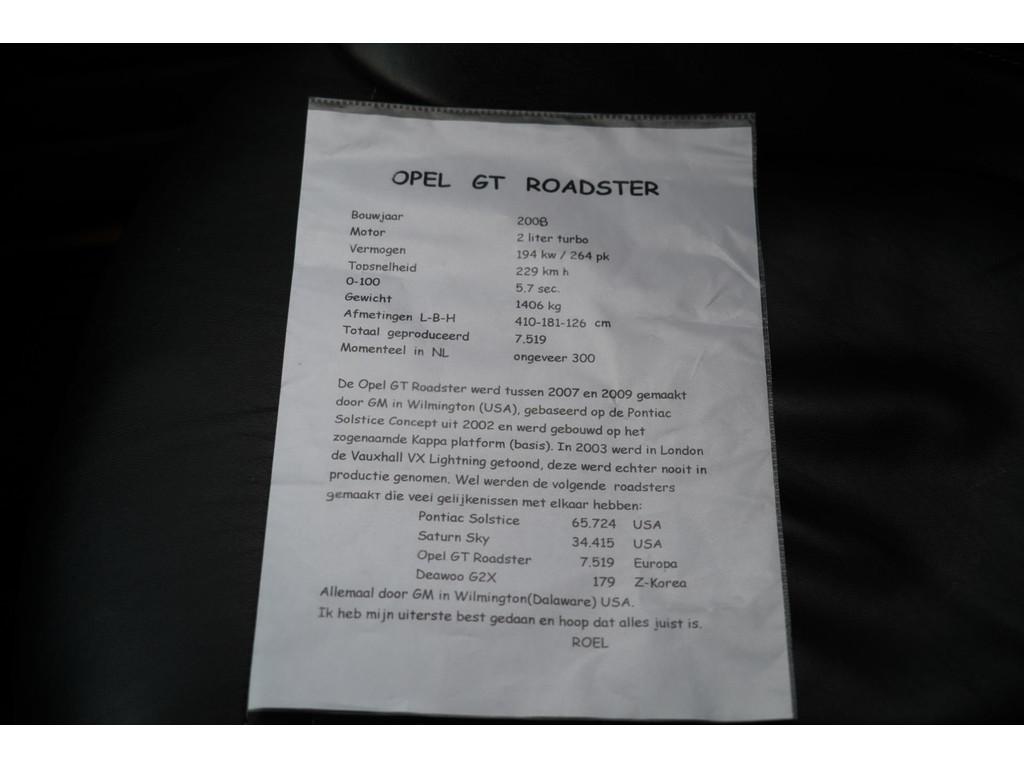 OPEL GT ROADSTER
Bouwjaar 2008
Motor 2 liter turbo
Vermogen 194 kw / 264 pk
Topsnelheid 229 km h
0-100 5.7 sec.
Gewicht 1406 kg
Afmetingen L-B-H 410-181-126 cm
Totaal geproduceerd 7.519
Momenteel in NL ongeveer 300
De Opel GT Roadster werd tussen 2007 en 2009 gemaakt
door GM in Wilmington (USA), gebaseerd op de Pontiac
Solstice Concept uit 2002 en werd gebouwd op het
zogenaamde Kappa platform (basis). In 2003 werd in London
de Vauxhall VX Lightning getoond, deze werd echter nooit in
productie genomen. Wel werden de volgende roadsters
gemaakt die veel gelijkenissen met elkaar hebben:
Pontiac Solstice 65.724 USA
Saturn Sky 34.415 USA
Opel GT Roadster 7.519 Europa
Deawoo G2X 179 Z-Korea
Allemaal door GM in Wilmington(Dalaware) USA.
Ik heb mijn uiterste best gedaan en hoop dat alles juist is.
ROEL